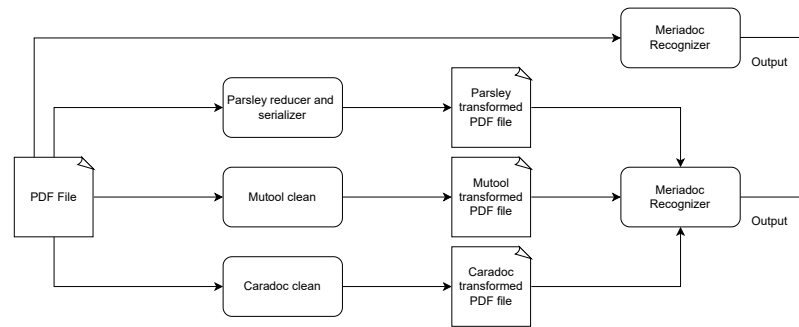 Meriadoc
Recognizer
Output
Parsley reducer and
serializer
Parsley
transformed
PDF file
PDF File
Mutool clean
Mutool
transformed
PDF file
Meriadoc
Recognizer
Output
Caradoc clean
Caradoc
transformed
PDF file